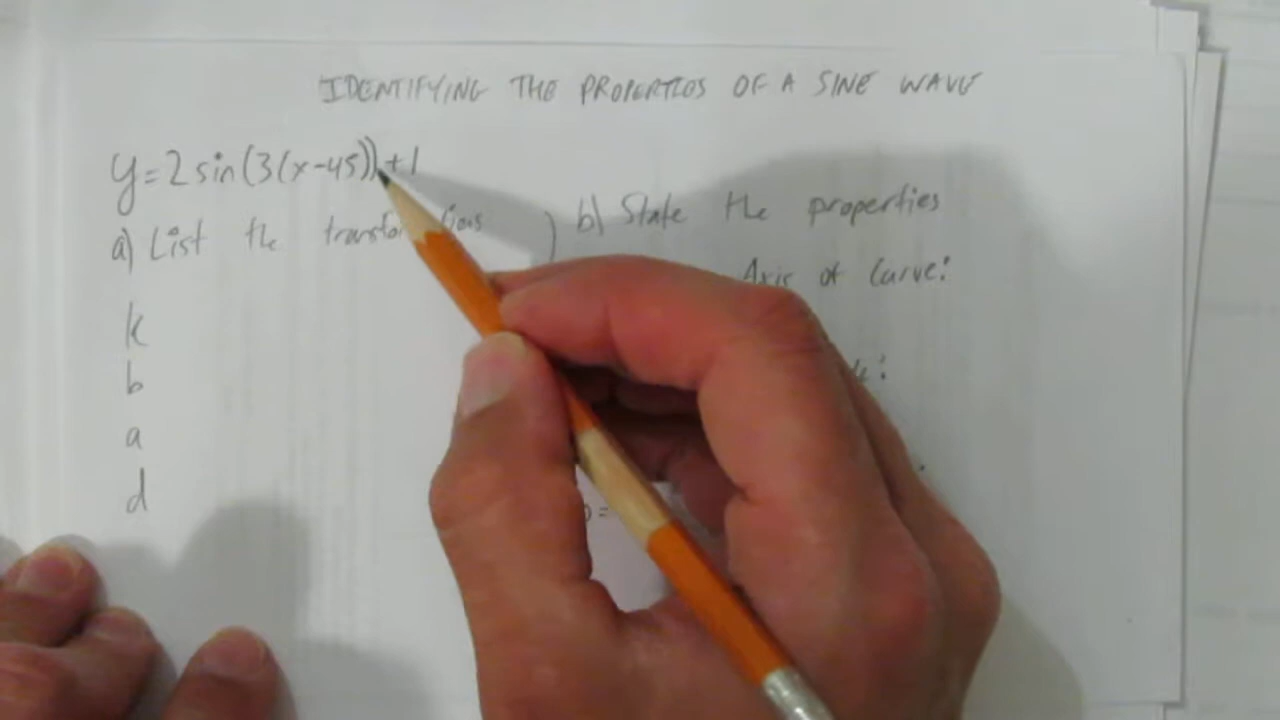 IDENTIFYING THE PROPERTIES OF A SINE WAVE
y=2sin(3(x-45))+1
a) List the
b) State the properties
Axis of Curve:
k
b
a
d